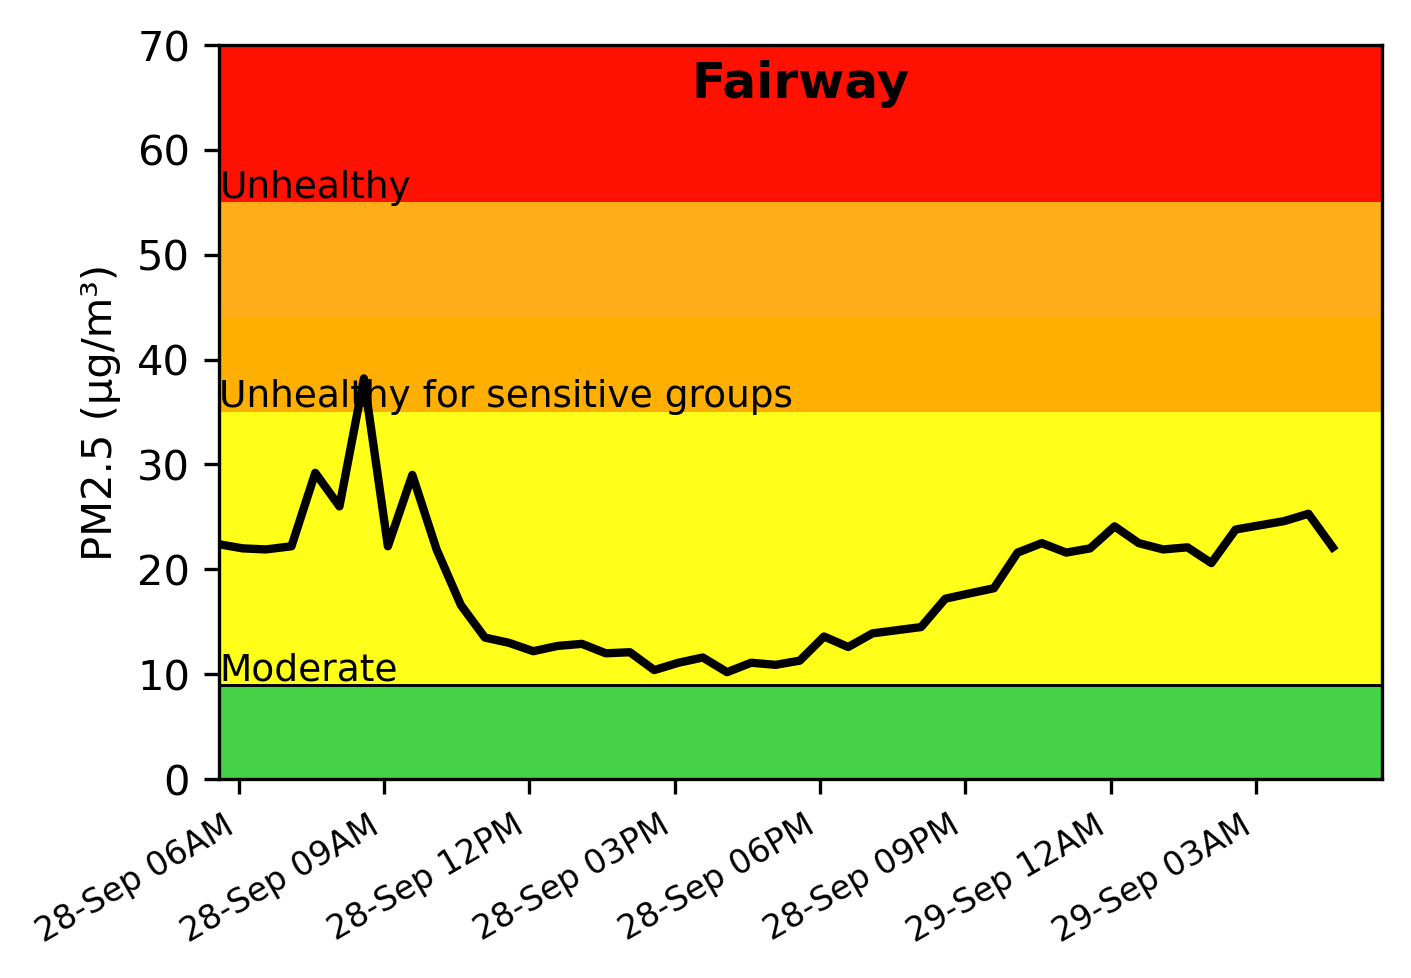 Fairway
70
60
50
40
30
20
10
0
PM2.5 (µg/m³)
Unhealthy
Unhealthy for sensitive groups
Moderate
28-Sep 06AM
28-Sep 09AM
28-Sep 12PM
28-Sep 03PM
28-Sep 06PM
28-Sep 09PM
29-Sep 12AM
29-Sep 03AM